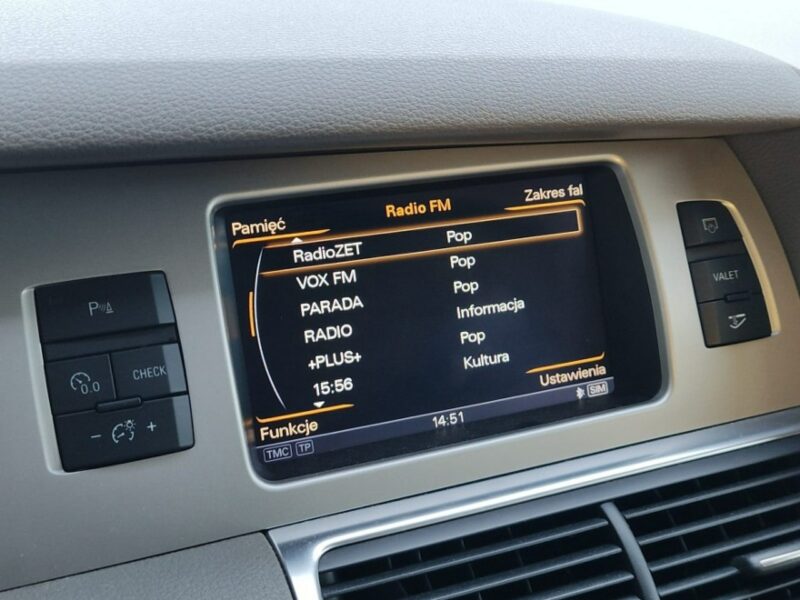 Radio FM
Pamięć
Zakres fal
RadioZET Pop
VOX FM Pop
PARADA Pop
RADIO Informacja
+PLUS+ Pop
15:56 Kultura
Funkcje
Ustawienia
TMC TP
14:51
SIM
P
0.0
CHECK
- +
VALET